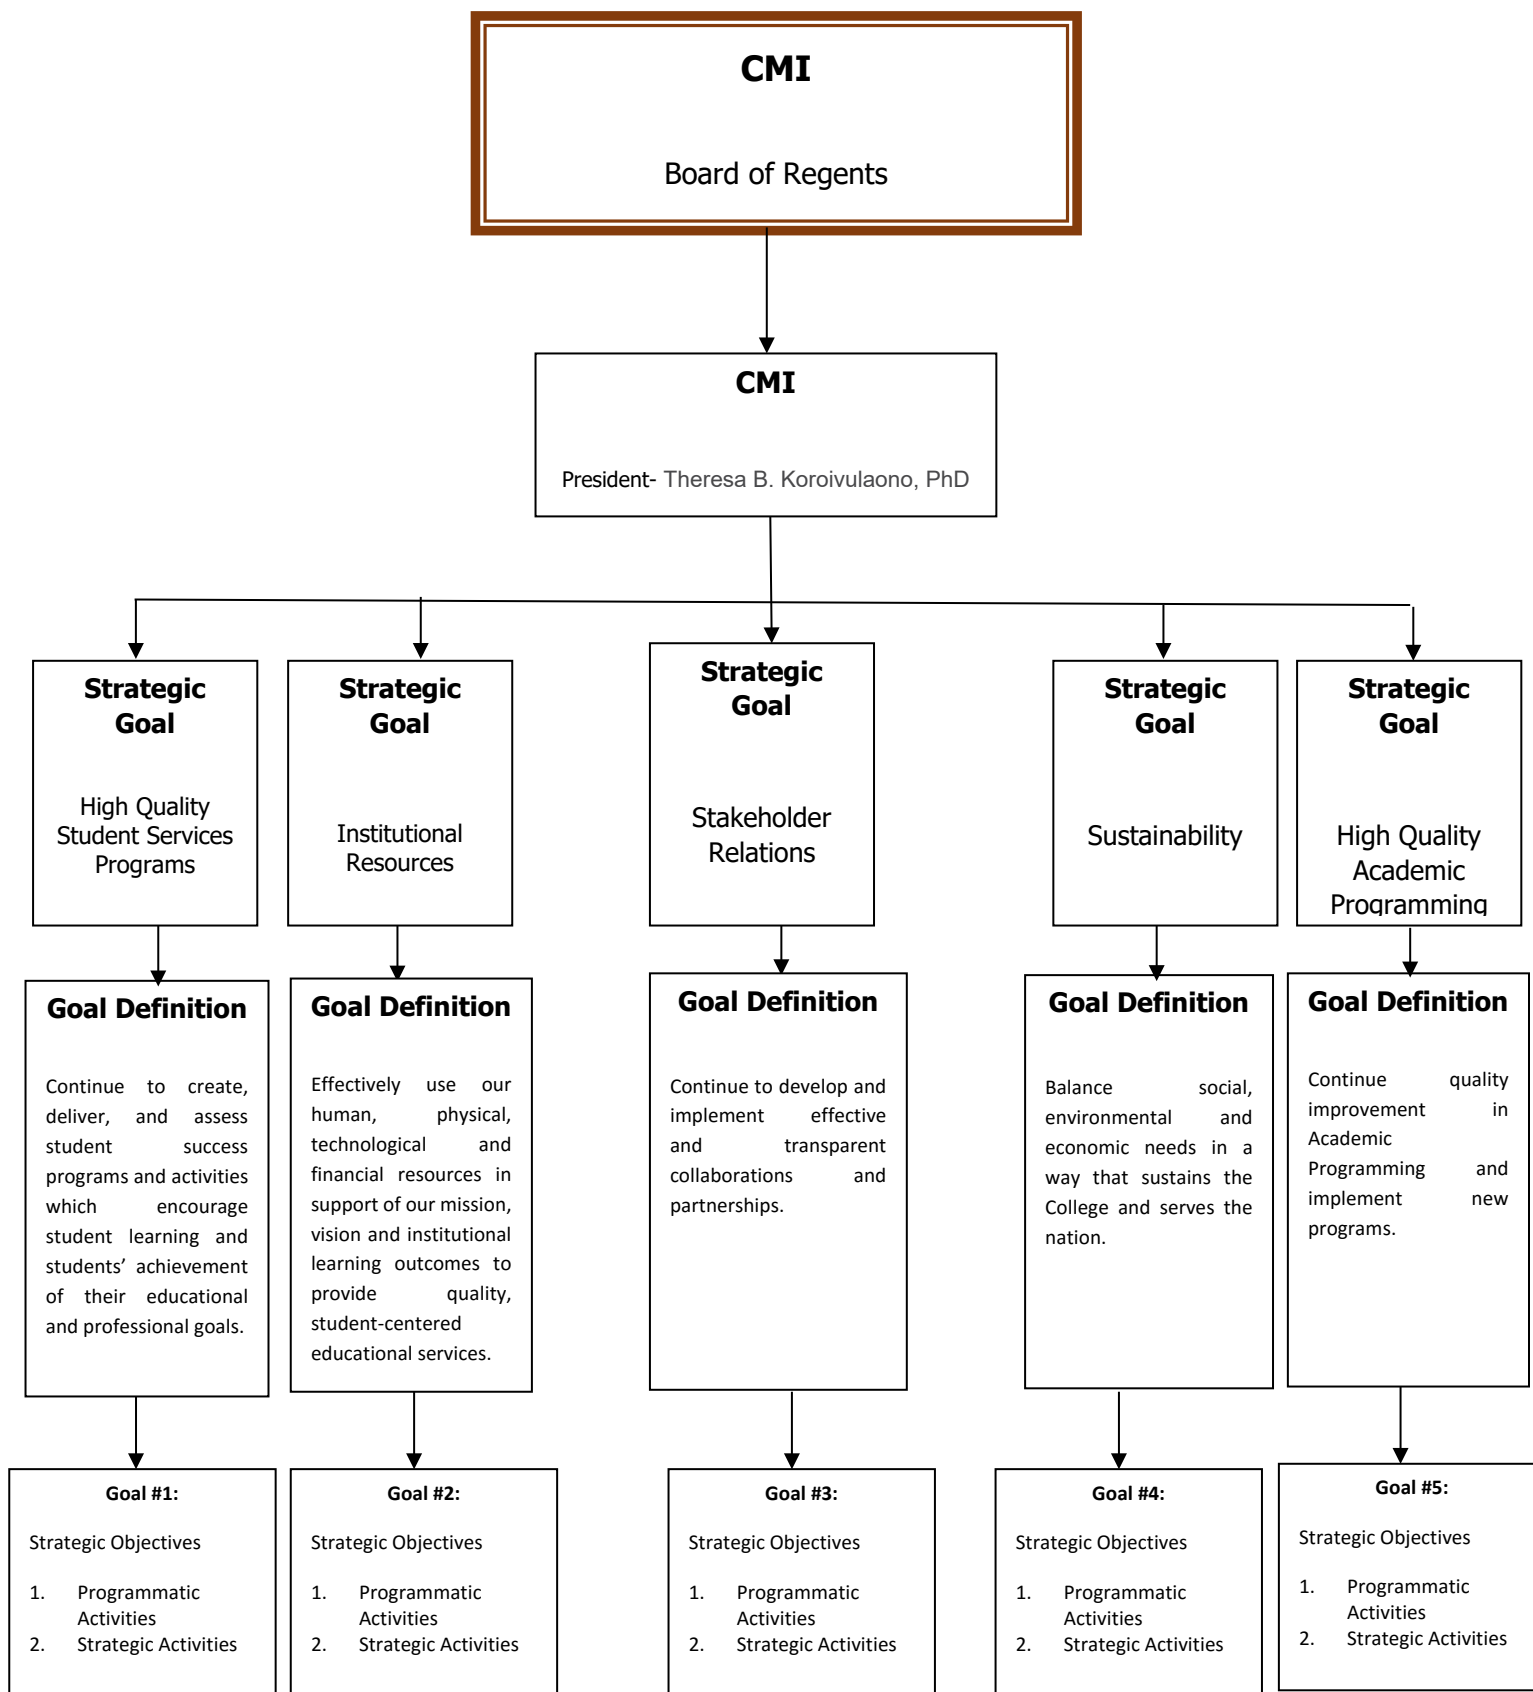 CMI
Board of Regents
CMI
President- Theresa B. Koroivulaono, PhD
Strategic
Goal
High Quality
Student Services
Programs
Strategic
Goal
Institutional
Resources
Strategic
Goal
Stakeholder
Relations
Strategic
Goal
Sustainability
Strategic
Goal
High Quality
Academic
Programming
Goal Definition
Continue to create,
deliver, and assess
student success
programs and activities
which encourage
student learning and
students’ achievement
of their educational
and professional goals.
Goal Definition
Effectively use our
human, physical,
technological and
financial resources in
support of our mission,
vision and institutional
learning outcomes to
provide quality,
student-centered
educational services.
Goal Definition
Continue to develop and
implement effective
and transparent
collaborations and
partnerships.
Goal Definition
Balance social,
environmental and
economic needs in a
way that sustains the
College and serves the
nation.
Goal Definition
Continue quality
improvement in
Academic
Programming and
implement new
programs.
Goal #1:
Strategic Objectives
1. Programmatic
Activities
2. Strategic Activities
Goal #2:
Strategic Objectives
1. Programmatic
Activities
2. Strategic Activities
Goal #3:
Strategic Objectives
1. Programmatic
Activities
2. Strategic Activities
Goal #4:
Strategic Objectives
1. Programmatic
Activities
2. Strategic Activities
Goal #5:
Strategic Objectives
1. Programmatic
Activities
2. Strategic Activities